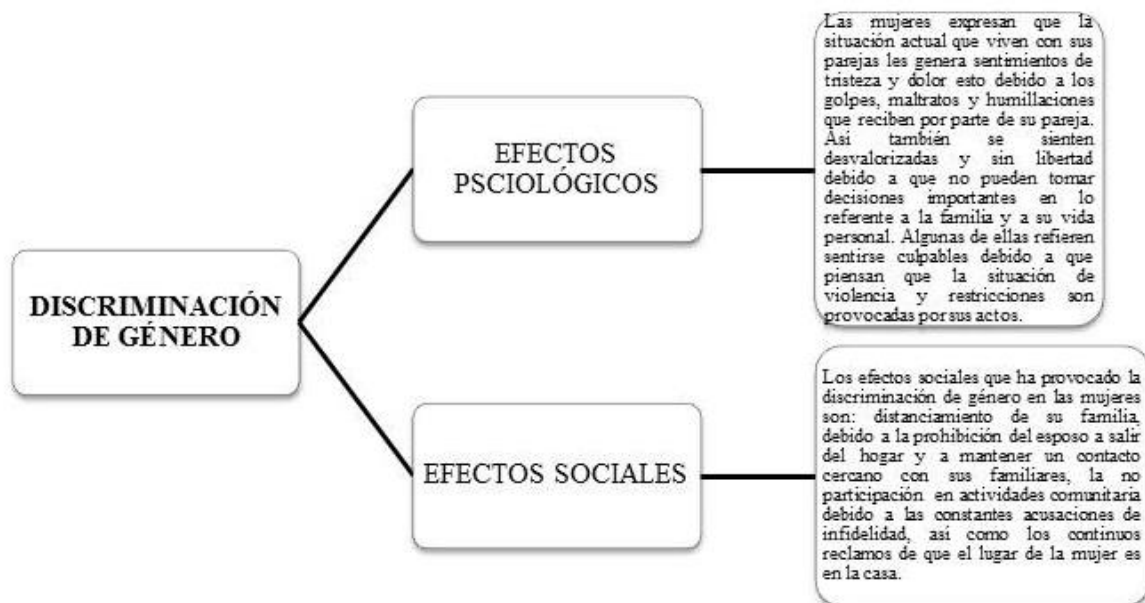 DISCRIMINACIÓN
DE GÉNERO
EFECTOS
PSCIOLÓGICOS
Las mujeres expresan que la
situación actual que viven con sus
parejas les genera sentimientos de
tristeza y dolor esto debido a los
golpes, maltratos y humillaciones
que reciben por parte de su pareja.
Así también se sienten
desvalorizadas y sin libertad
debido a que no pueden tomar
decisiones importantes en lo
referente a la familia y a su vida
personal. Algunas de ellas refieren
sentirse culpables debido a que
piensan que la situación de
violencia y restricciones son
provocadas por sus actos.
EFECTOS SOCIALES
Los efectos sociales que ha provocado la
discriminación de género en las mujeres
son: distanciamiento de su familia,
debido a la prohibición del esposo a salir
del hogar y a mantener un contacto
cercano con sus familiares, la no
participación en actividades comunitaria
debido a las constantes acusaciones de
infidelidad, así como los continuos
reclamos de que el lugar de la mujer es
en la casa.